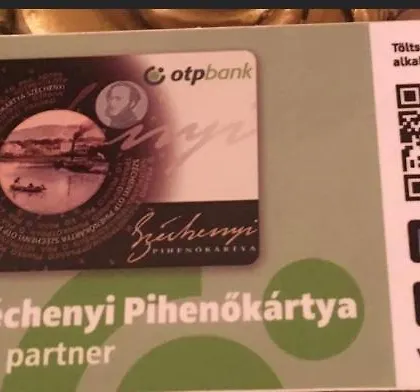 Tölts
alkal
otpbank
Széchenyi
PIHENŐKÁRTYA
échenyi Pihenőkártya
partner